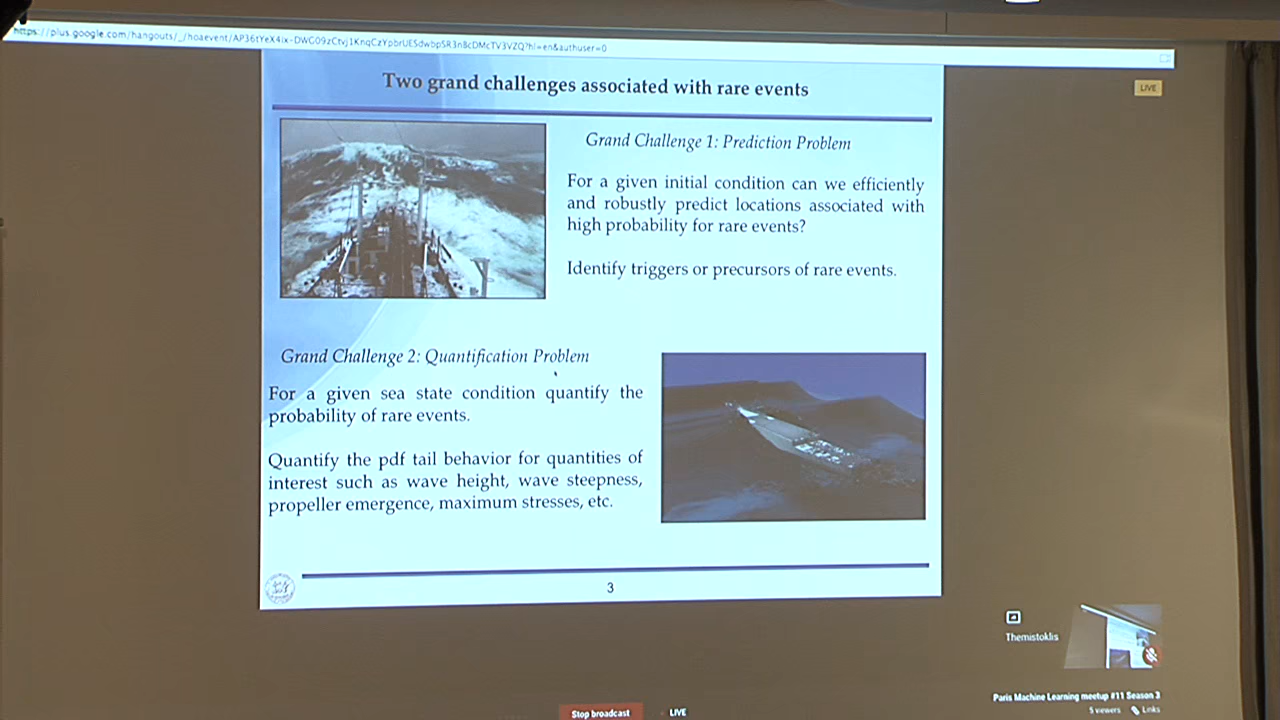 LIVE
Two grand challenges associated with rare events
Grand Challenge 1: Prediction Problem
For a given initial condition can we efficiently
and robustly predict locations associated with
high probability for rare events?
Identify triggers or precursors of rare events.
Grand Challenge 2: Quantification Problem
For a given sea state condition quantify the
probability of rare events.
Quantify the pdf tail behavior for quantities of
interest such as wave height, wave steepness,
propeller emergence, maximum stresses, etc.
3
Themistoklis
Paris Machine Learning meetup #11 Season 3
5 viewers Links
Stop broadcast LIVE